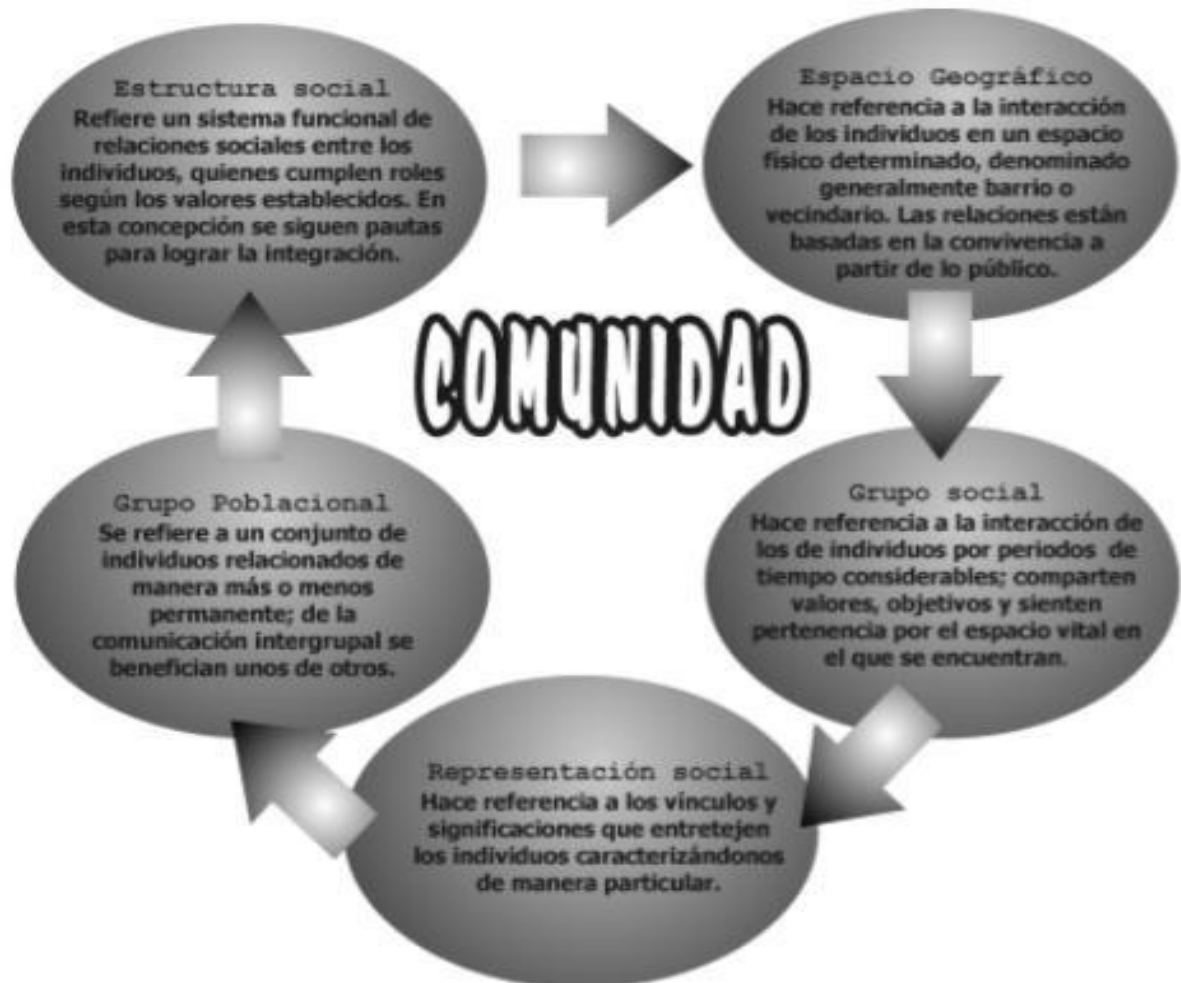 Estructura social
Refiere un sistema funcional de
relaciones sociales entre los
individuos, quienes cumplen roles
según los valores establecidos. En
esta concepción se siguen pautas
para lograr la integración.
Espacio Geográfico
Hace referencia a la interacción
de los individuos en un espacio
físico determinado, denominado
generalmente barrio o
vecindario. Las relaciones están
basadas en la convivencia a
partir de lo público.
COMUNIDAD
Grupo social
Hace referencia a la interacción de
los de individuos por periodos de
tiempo considerables; comparten
valores, objetivos y sienten
pertenencia por el espacio vital en
el que se encuentran.
Representación social
Hace referencia a los vínculos y
significaciones que entretejen
los individuos caracterizándonos
de manera particular.
Grupo Poblacional
Se refiere a un conjunto de
individuos relacionados de
manera más o menos
permanente; de la
comunicación intergrupal se
benefician unos de otros.